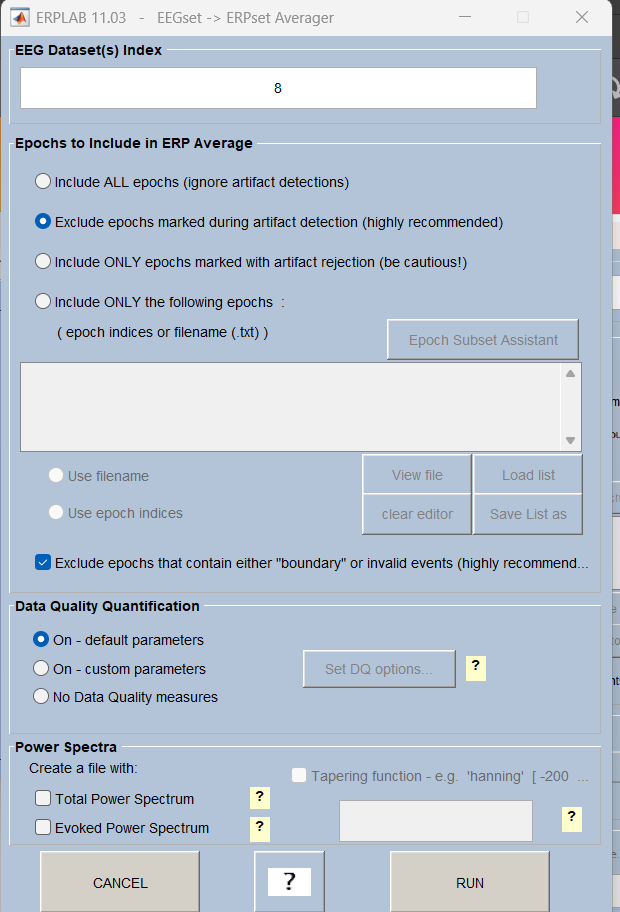 ERPLAB 11.03 - EEGset -> ERPset Averager
EEG Dataset(s) Index
8
Epochs to Include in ERP Average
Include ALL epochs (ignore artifact detections)
Exclude epochs marked during artifact detection (highly recommended)
Include ONLY epochs marked with artifact rejection (be cautious!)
Include ONLY the following epochs :
( epoch indices or filename (.txt) )
Epoch Subset Assistant
Use filename
View file
Load list
Use epoch indices
clear editor
Save List as
Exclude epochs that contain either "boundary" or invalid events (highly recommend...
Data Quality Quantification
On - default parameters
On - custom parameters
Set DQ options...
?
No Data Quality measures
Power Spectra
Create a file with:
Tapering function - e.g. 'hanning' [ -200 ...
Total Power Spectrum
?
?
Evoked Power Spectrum
?
CANCEL
?
RUN